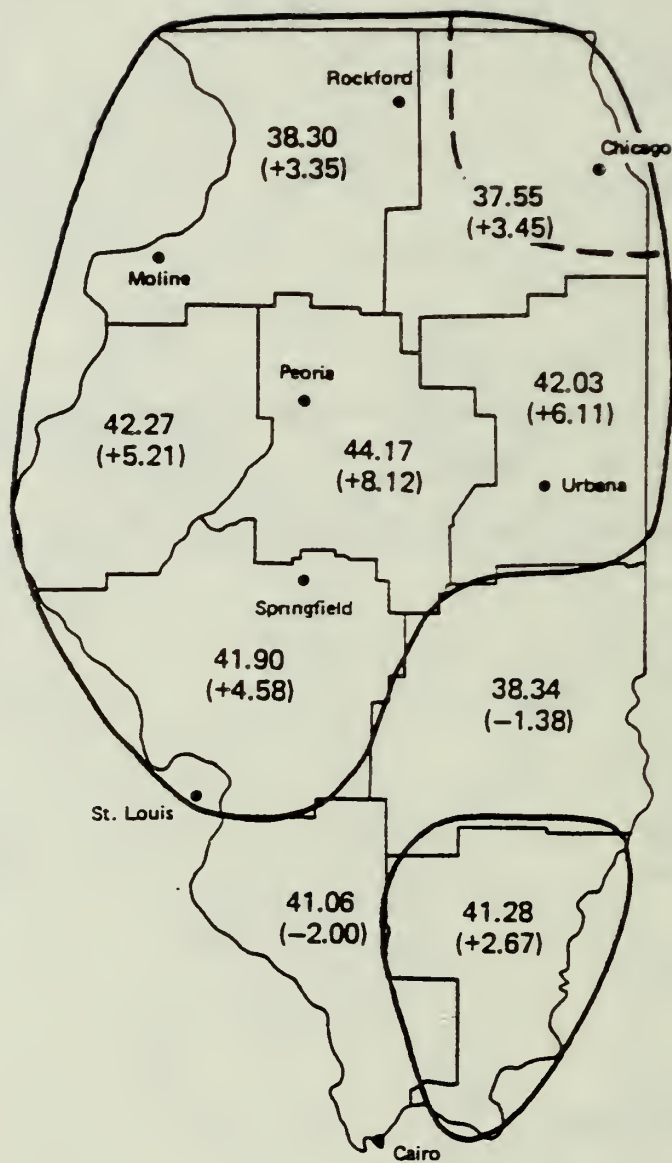 Rockford
38.30
(+3.35)
Chicago
37.55
(+3.45)
Moline
Peoria
42.27
(+5.21)
44.17
(+8.12)
42.03
(+6.11)
Urbana
Springfield
41.90
(+4.58)
38.34
(−1.38)
St. Louis
41.06
(−2.00)
41.28
(+2.67)
Cairo